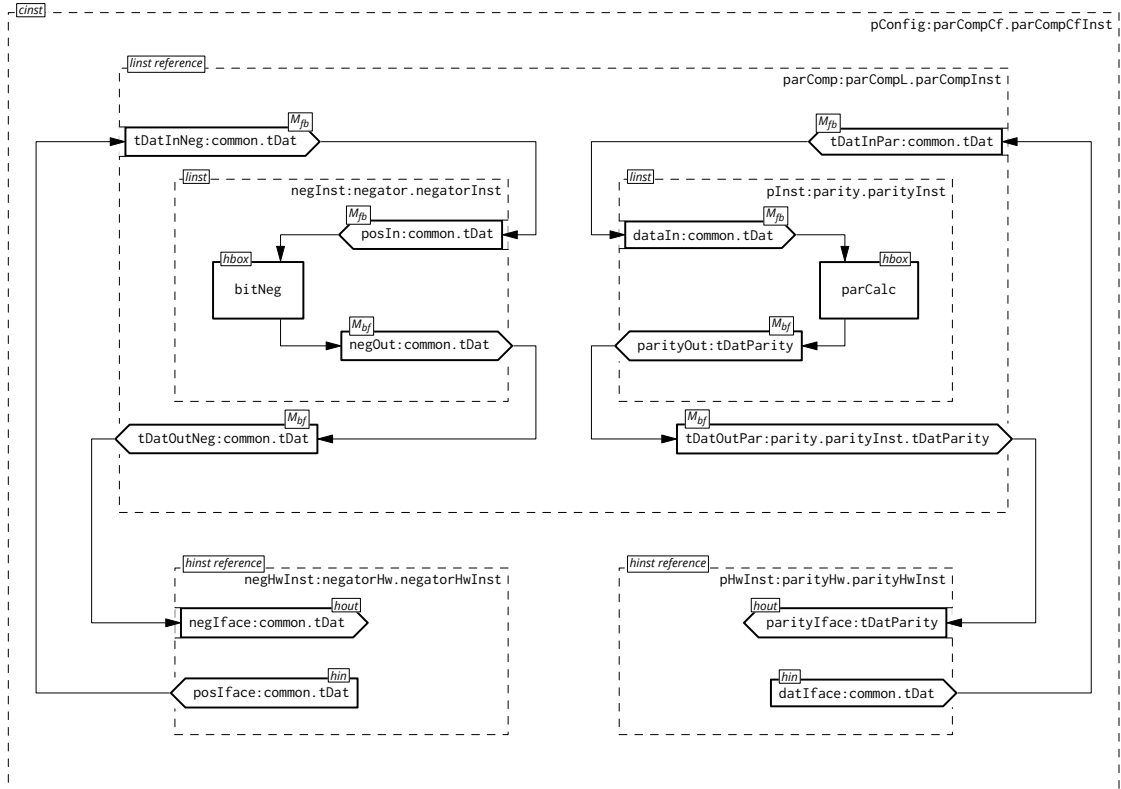 cinst
pConfig:parCompCf.parCompCfInst
linst reference
parComp:parCompL.parCompInst
Mfb
tDatInNeg:common.tDat
Mfb
tDatInPar:common.tDat
linst
negInst:negator.negatorInst
linst
pInst:parity.parityInst
Mfb
posIn:common.tDat
Mfb
dataIn:common.tDat
hbox
bitNeg
hbox
parCalc
Mbf
negOut:common.tDat
Mbf
parityOut:tDatParity
Mbf
tDatOutNeg:common.tDat
Mbf
tDatOutPar:parity.parityInst.tDatParity
hinst reference
negHwInst:negatorHw.negatorHwInst
hinst reference
pHwInst:parityHw.parityHwInst
hout
negIface:common.tDat
hout
parityIface:tDatParity
hin
posIface:common.tDat
hin
datIface:common.tDat